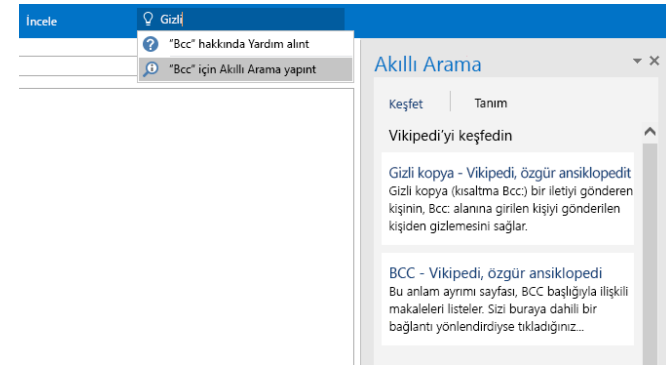 İncele
Gizli
"Bcc" hakkında Yardım alınt
"Bcc" için Akıllı Arama yapınt
Akıllı Arama
Keşfet
Tanım
Vikipedi'yi keşfedin
Gizli kopya - Vikipedi, özgür ansiklopedit
Gizli kopya (kısaltma Bcc:) bir iletiyi gönderen
kişinin, Bcc: alanına girilen kişiyi gönderilen
kişiden gizlemesini sağlar.
BCC - Vikipedi, özgür ansiklopedi
Bu anlam ayrımı sayfası, BCC başlığıyla ilişkili
makaleleri listeler. Sizi buraya dahili bir
bağlantı yönlendirdiyse tıkladığınız...